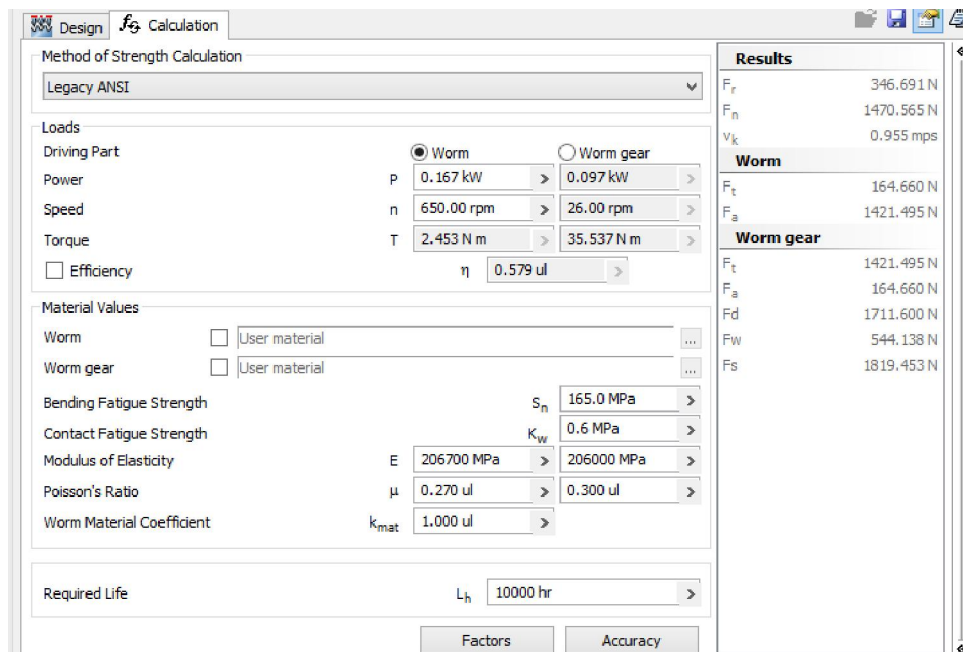 Design Calculation
Method of Strength Calculation
Legacy ANSI
Loads
Driving Part Worm Worm gear
Power P 0.167 kW 0.097 kW
Speed n 650.00 rpm 26.00 rpm
Torque T 2.453 N m 35.537 N m
Efficiency η 0.579 ul
Material Values
Worm User material ...
Worm gear User material ...
Bending Fatigue Strength Sn 165.0 MPa
Contact Fatigue Strength Kw 0.6 MPa
Modulus of Elasticity E 206700 MPa 206000 MPa
Poisson's Ratio μ 0.270 ul 0.300 ul
Worm Material Coefficient kmat 1.000 ul
Required Life Lh 10000 hr
Factors Accuracy
Results
Fr 346.691 N
Fn 1470.565 N
vk 0.955 mps
Worm
Ft 164.660 N
Fa 1421.495 N
Worm gear
Ft 1421.495 N
Fa 164.660 N
Fd 1711.600 N
Fw 544.138 N
Fs 1819.453 N